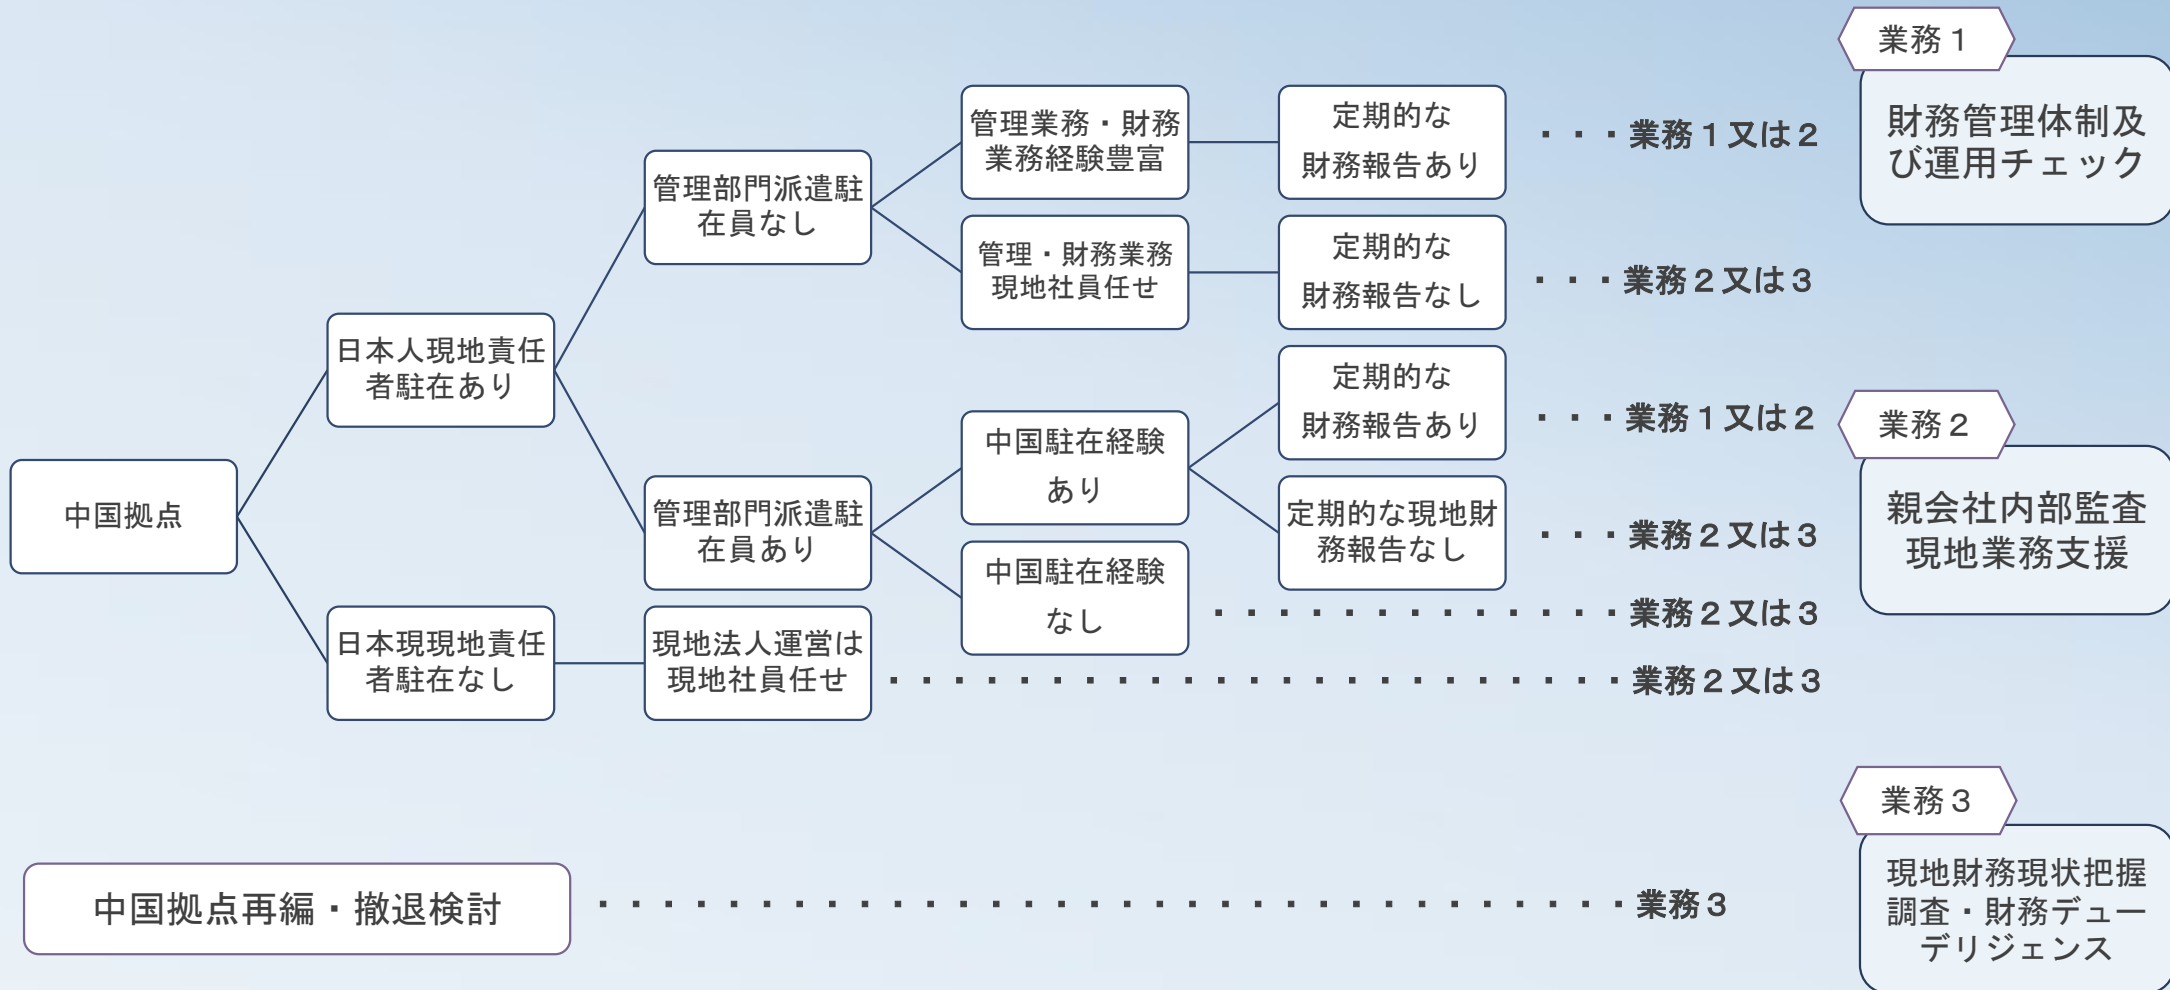 業務１
財務管理体制及
び運用チェック
管理業務・財務
業務経験豊富
定期的な
財務報告あり
・・・業務１又は２
管理部門派遣駐
在員なし
管理・財務業務
現地社員任せ
定期的な
財務報告なし
・・・業務２又は３
日本人現地責任
者駐在あり
定期的な
財務報告あり
・・・業務１又は２
中国駐在経験
あり
業務２
親会社内部監査
現地業務支援
中国拠点
管理部門派遣駐
在員あり
定期的な現地財
務報告なし
・・・業務２又は３
中国駐在経験
なし
・・・・・・・・・・・・・業務２又は３
日本現現地責任
者駐在なし
現地法人運営は
現地社員任せ
・・・・・・・・・・・・・・・・・・・・・・・業務２又は３
業務３
現地財務現状把握
調査・財務デュー
デリジェンス
中国拠点再編・撤退検討
・・・・・・・・・・・・・・・・・・・・・・・・・・・・・・・・業務３